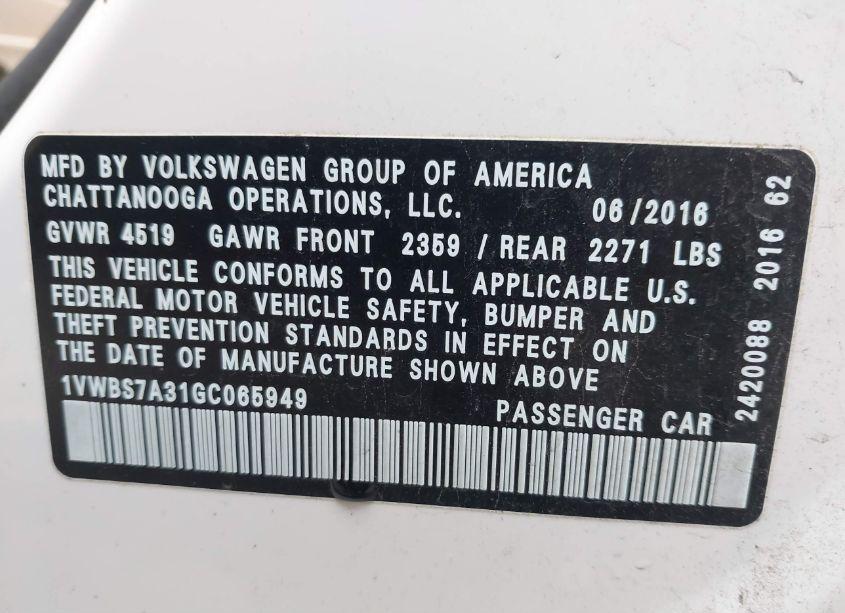 MFD BY VOLKSWAGEN GROUP OF AMERICA
CHATTANOOGA OPERATIONS, LLC. 06/2016
GVWR 4519 GAWR FRONT 2359 / REAR 2271 LBS
THIS VEHICLE CONFORMS TO ALL APPLICABLE U.S.
FEDERAL MOTOR VEHICLE SAFETY, BUMPER AND
THEFT PREVENTION STANDARDS IN EFFECT ON
THE DATE OF MANUFACTURE SHOWN ABOVE
1VWBS7A31GC065949 PASSENGER CAR
2420088 2016 62